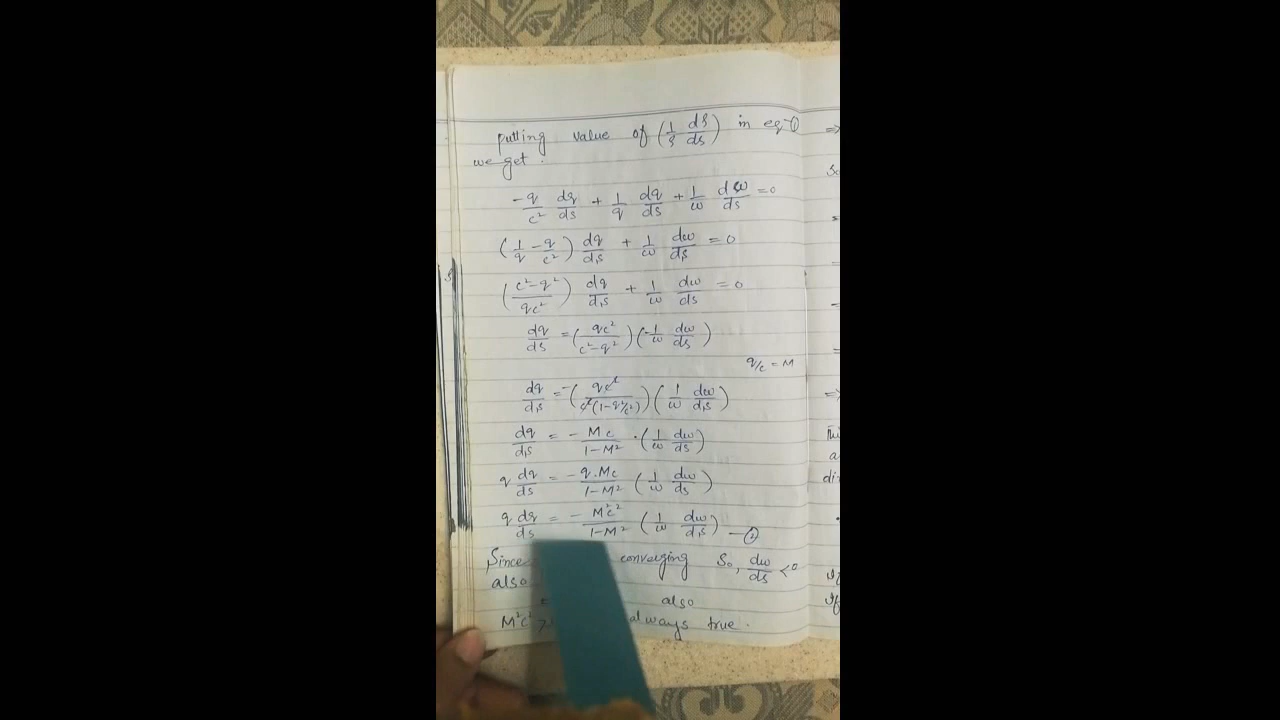 putting value of (1/ρ dρ/ds) in eqⁿ①
we get.
-q/c² dq/ds + 1/q dq/ds + 1/ω dω/ds = 0
(1/q - q/c²) dq/ds + 1/ω dω/ds = 0
((c²-q²)/qc²) dq/ds + 1/ω dω/ds = 0
dq/ds = (qc²/(c²-q²)) (-1/ω dω/ds)
q/c = M
dq/ds = -(qc²/c²(1-q²/c²)) (1/ω dω/ds)
dq/ds = - Mc/(1-M²) · (1/ω dω/ds)
q dq/ds = - q.Mc/(1-M²) (1/ω dω/ds)
q dq/ds = - M²c²/(1-M²) (1/ω dω/ds) —②
Since converging So, dω/ds < 0
also
= also
M²c² > always true.